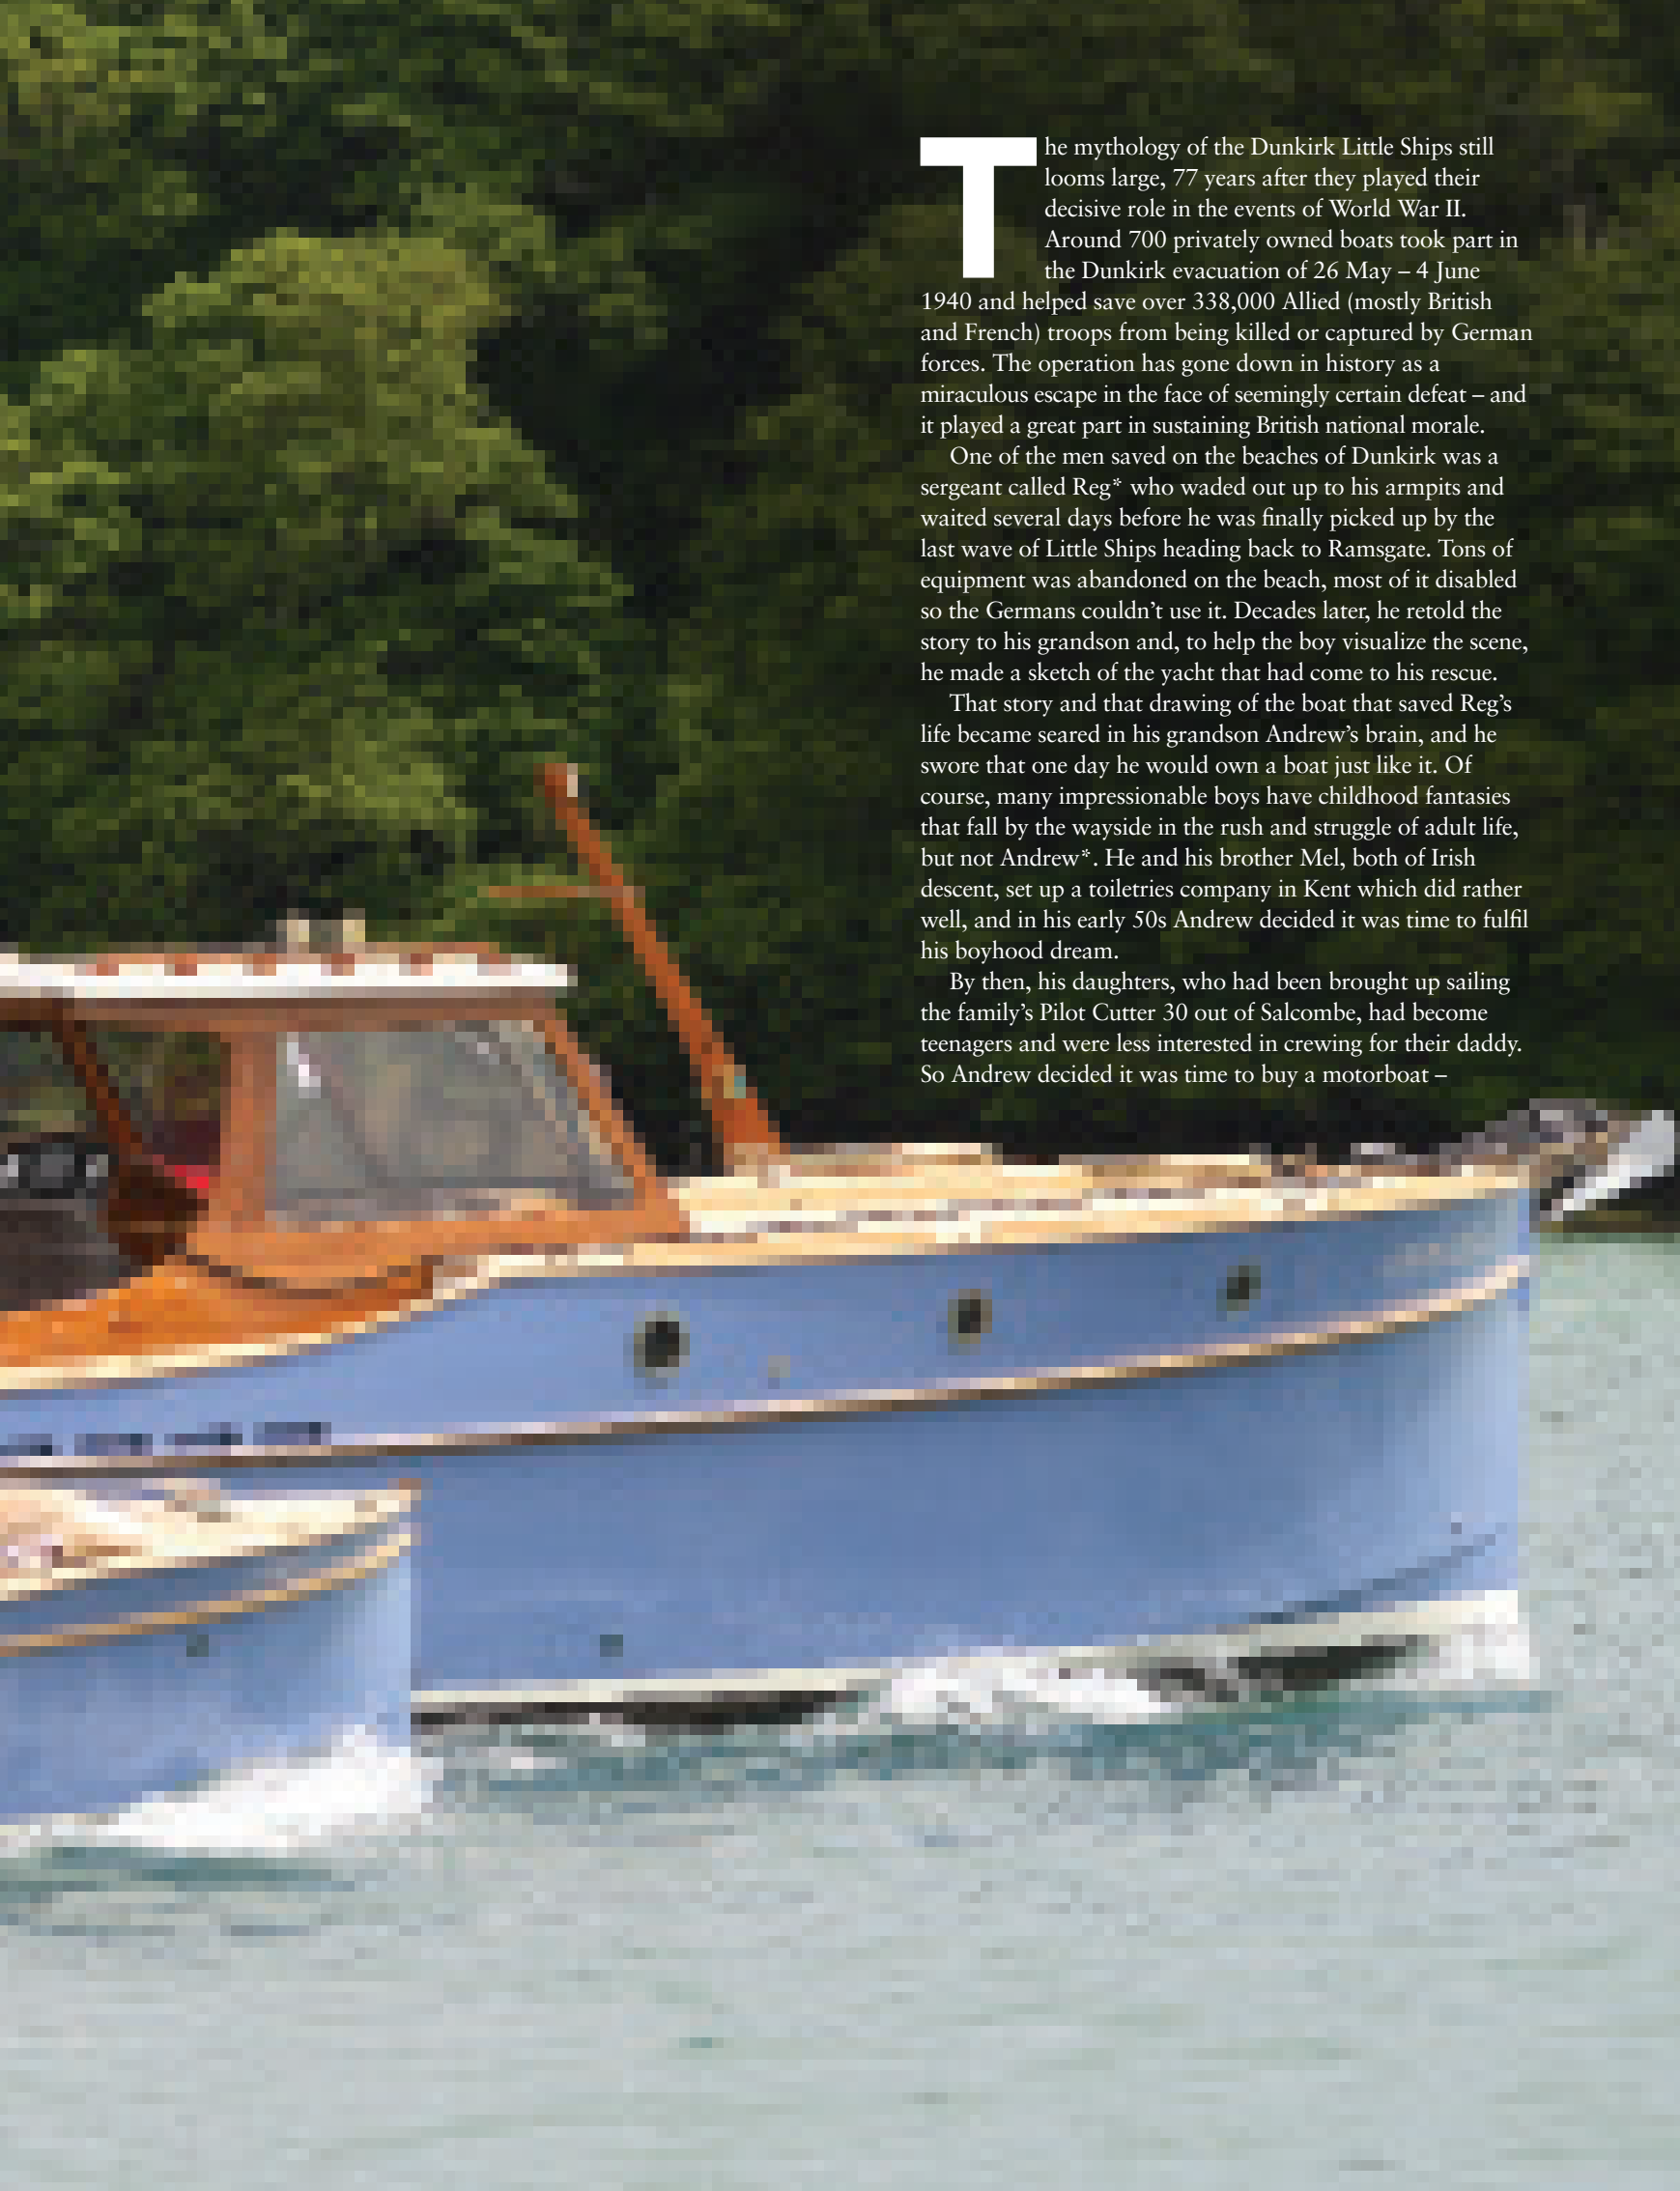 The mythology of the Dunkirk Little Ships still
looms large, 77 years after they played their
decisive role in the events of World War II.
Around 700 privately owned boats took part in
the Dunkirk evacuation of 26 May – 4 June
1940 and helped save over 338,000 Allied (mostly British
and French) troops from being killed or captured by German
forces. The operation has gone down in history as a
miraculous escape in the face of seemingly certain defeat – and
it played a great part in sustaining British national morale.
One of the men saved on the beaches of Dunkirk was a
sergeant called Reg* who waded out up to his armpits and
waited several days before he was finally picked up by the
last wave of Little Ships heading back to Ramsgate. Tons of
equipment was abandoned on the beach, most of it disabled
so the Germans couldn’t use it. Decades later, he retold the
story to his grandson and, to help the boy visualize the scene,
he made a sketch of the yacht that had come to his rescue.
That story and that drawing of the boat that saved Reg’s
life became seared in his grandson Andrew’s brain, and he
swore that one day he would own a boat just like it. Of
course, many impressionable boys have childhood fantasies
that fall by the wayside in the rush and struggle of adult life,
but not Andrew*. He and his brother Mel, both of Irish
descent, set up a toiletries company in Kent which did rather
well, and in his early 50s Andrew decided it was time to fulfil
his boyhood dream.
By then, his daughters, who had been brought up sailing
the family’s Pilot Cutter 30 out of Salcombe, had become
teenagers and were less interested in crewing for their daddy.
So Andrew decided it was time to buy a motorboat –